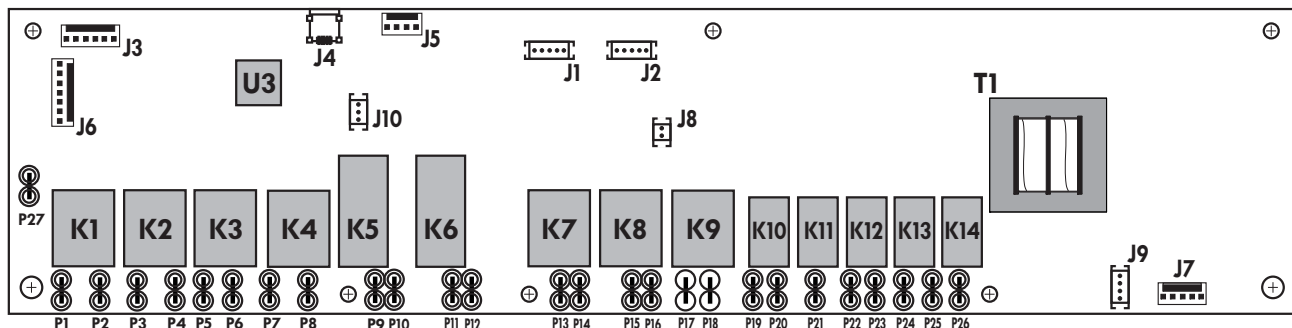 J3
J4
J5
J1
J2
T1
U3
J6
J10
J8
P27
K1 K2 K3 K4 K5 K6 K7 K8 K9 K10 K11 K12 K13 K14
J9
J7
P1 P2 P3 P4 P5 P6 P7 P8 P9 P10 P11 P12 P13 P14 P15 P16 P17 P18 P19 P20 P21 P22 P23 P24 P25 P26